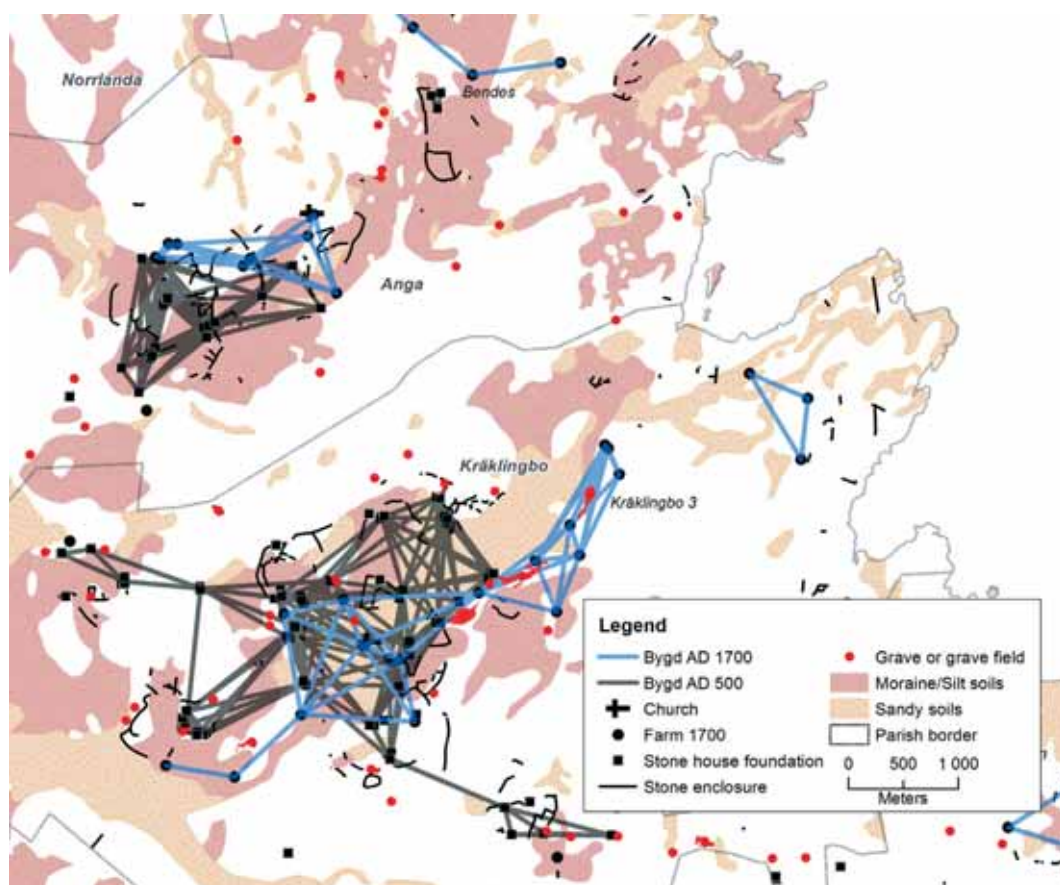 Norrlanda
Bendes
Anga
Kräklingbo
Kräklingbo 3
Legend
Bygd AD 1700
Bygd AD 500
Church
Farm 1700
Stone house foundation
Stone enclosure
Grave or grave field
Moraine/Silt soils
Sandy soils
Parish border
0 500 1 000
Meters